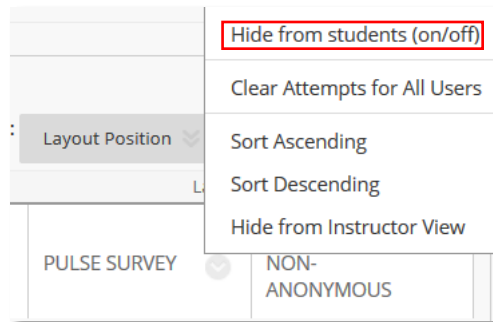 Hide from students (on/off)
Clear Attempts for All Users
: Layout Position
Sort Ascending
Sort Descending
Hide from Instructor View
PULSE SURVEY
NON-
ANONYMOUS